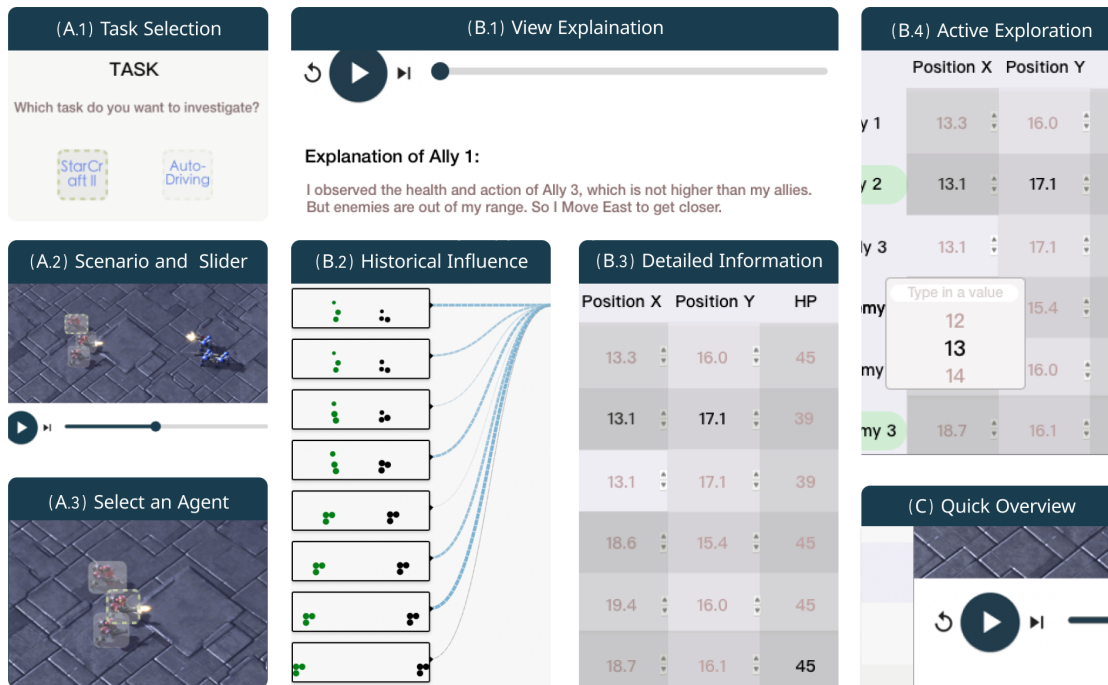 (A.1) Task Selection
TASK
Which task do you want to investigate?
StarCr
aft II
Auto-
Driving
(A.2) Scenario and Slider
(A.3) Select an Agent
(B.1) View Explaination
Explanation of Ally 1:
I observed the health and action of Ally 3, which is not higher than my allies.
But enemies are out of my range. So I Move East to get closer.
(B.2) Historical Influence
(B.3) Detailed Information
Position X Position Y HP
13.3 16.0 45
13.1 17.1 39
13.1 17.1 39
18.6 15.4 45
19.4 16.0 45
18.7 16.1 45
(B.4) Active Exploration
Position X Position Y
y 1 13.3 16.0
y 2 13.1 17.1
ly 3 13.1 17.1
Type in a value
12
13
14
my 15.4
my 16.0
my 3 18.7 16.1
(C) Quick Overview